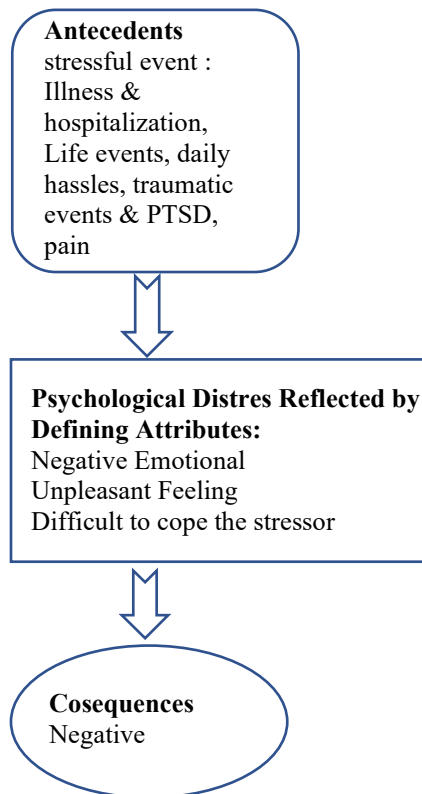 Antecedents
stressful event :
Illness &
hospitalization,
Life events, daily
hassles, traumatic
events & PTSD,
pain
Psychological Distres Reflected by
Defining Attributes:
Negative Emotional
Unpleasant Feeling
Difficult to cope the stressor
Cosequences
Negative